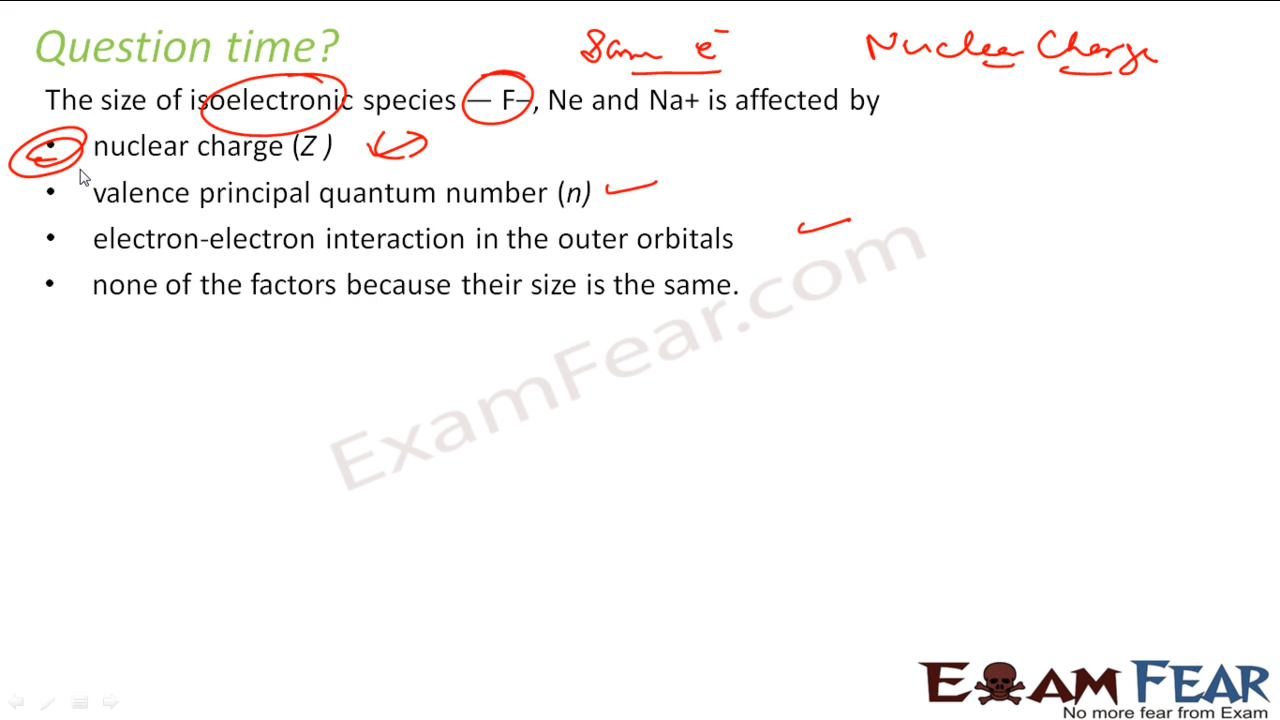 Question time?
Sam e⁻
Nuclear Charge
The size of isoelectronic species — F–, Ne and Na+ is affected by
• nuclear charge (Z )
• valence principal quantum number (n)
• electron-electron interaction in the outer orbitals
• none of the factors because their size is the same.
ExamFear.com
EXAM FEAR
No more fear from Exam